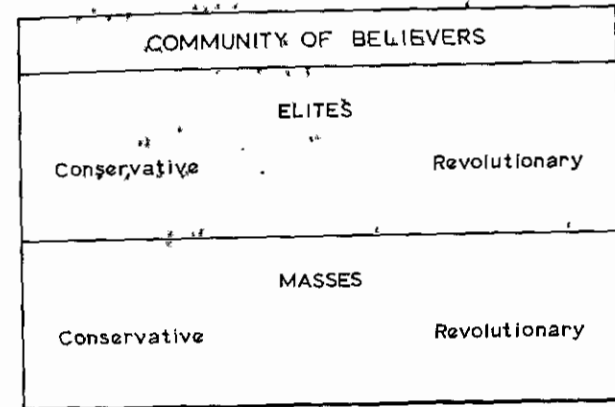 COMMUNITY OF BELIEVERS
ELITES
Conservative Revolutionary
MASSES
Conservative Revolutionary